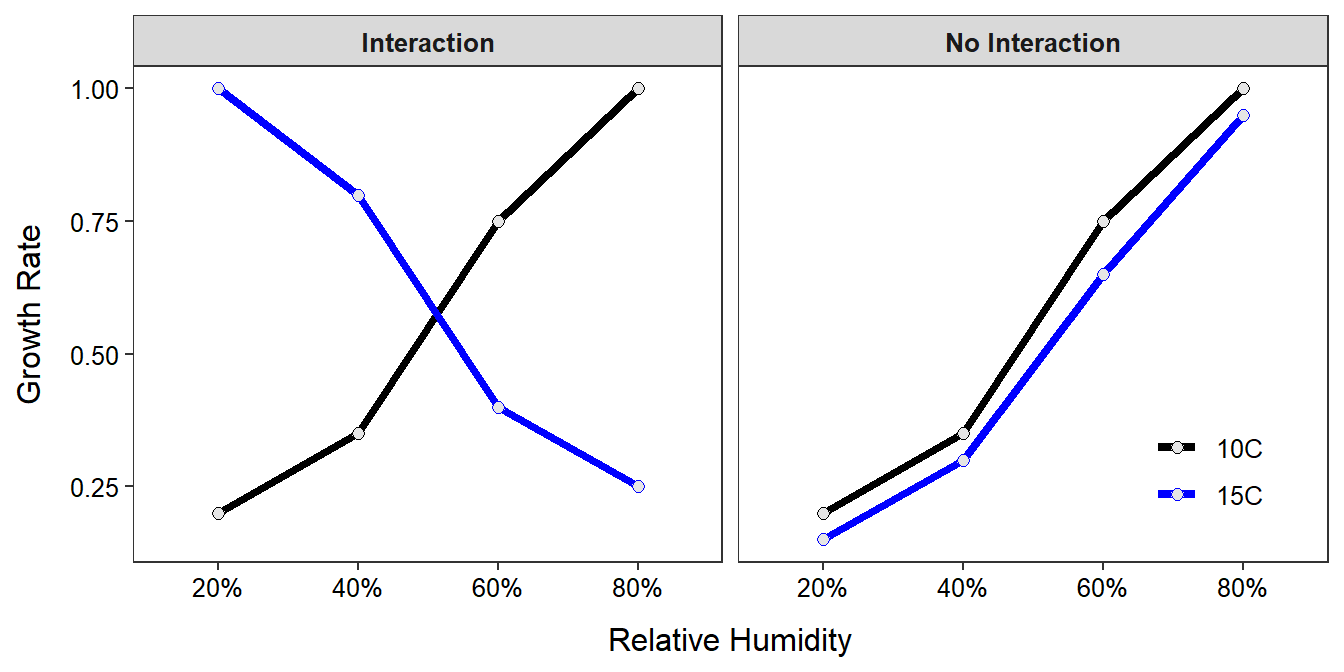 Interaction
No Interaction
Growth Rate
1.00
0.75
0.50
0.25
10C
15C
20% 40% 60% 80%
20% 40% 60% 80%
Relative Humidity